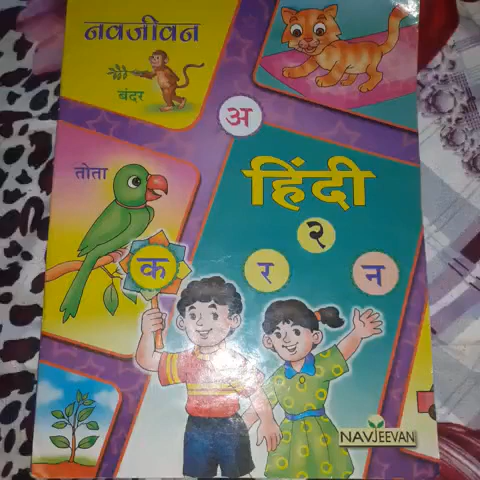 नवजीवन
बंदर
अ
तोता
हिंदी
२
क
र
न
NAVJEEVAN